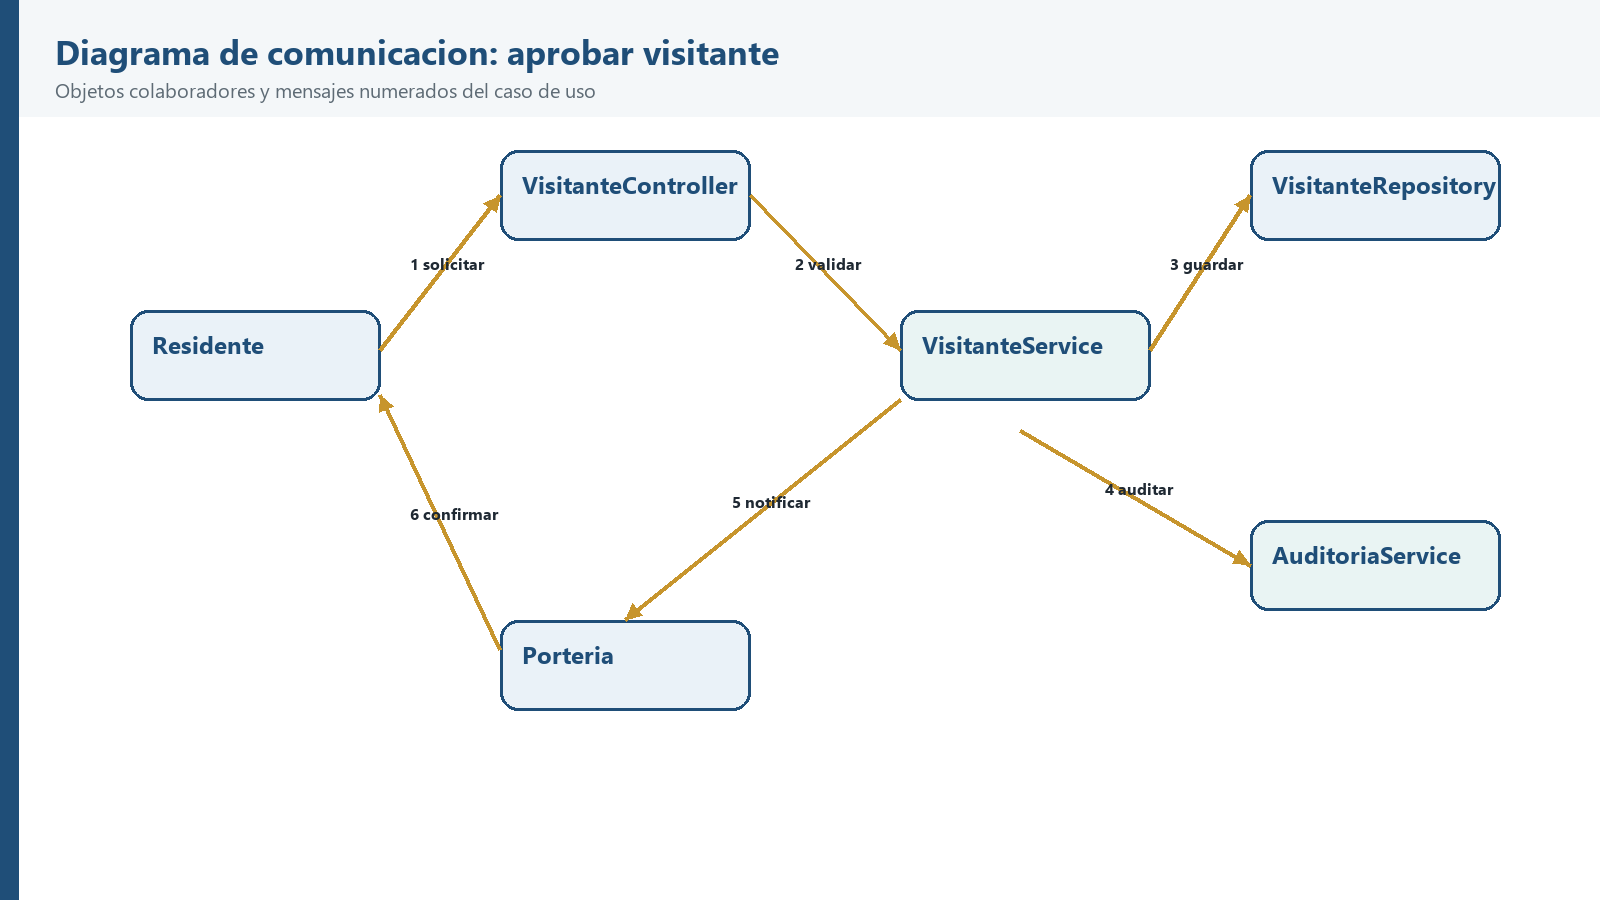 Diagrama de comunicacion: aprobar visitante
Objetos colaboradores y mensajes numerados del caso de uso
VisitanteController
VisitanteRepository
1 solicitar
2 validar
3 guardar
Residente
VisitanteService
4 auditar
5 notificar
6 confirmar
AuditoriaService
Porteria